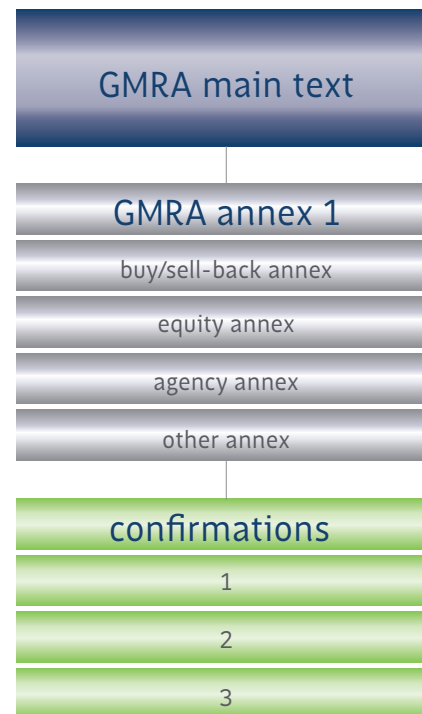 GMRA main text
GMRA annex 1
buy/sell-back annex
equity annex
agency annex
other annex
confirmations
1
2
3